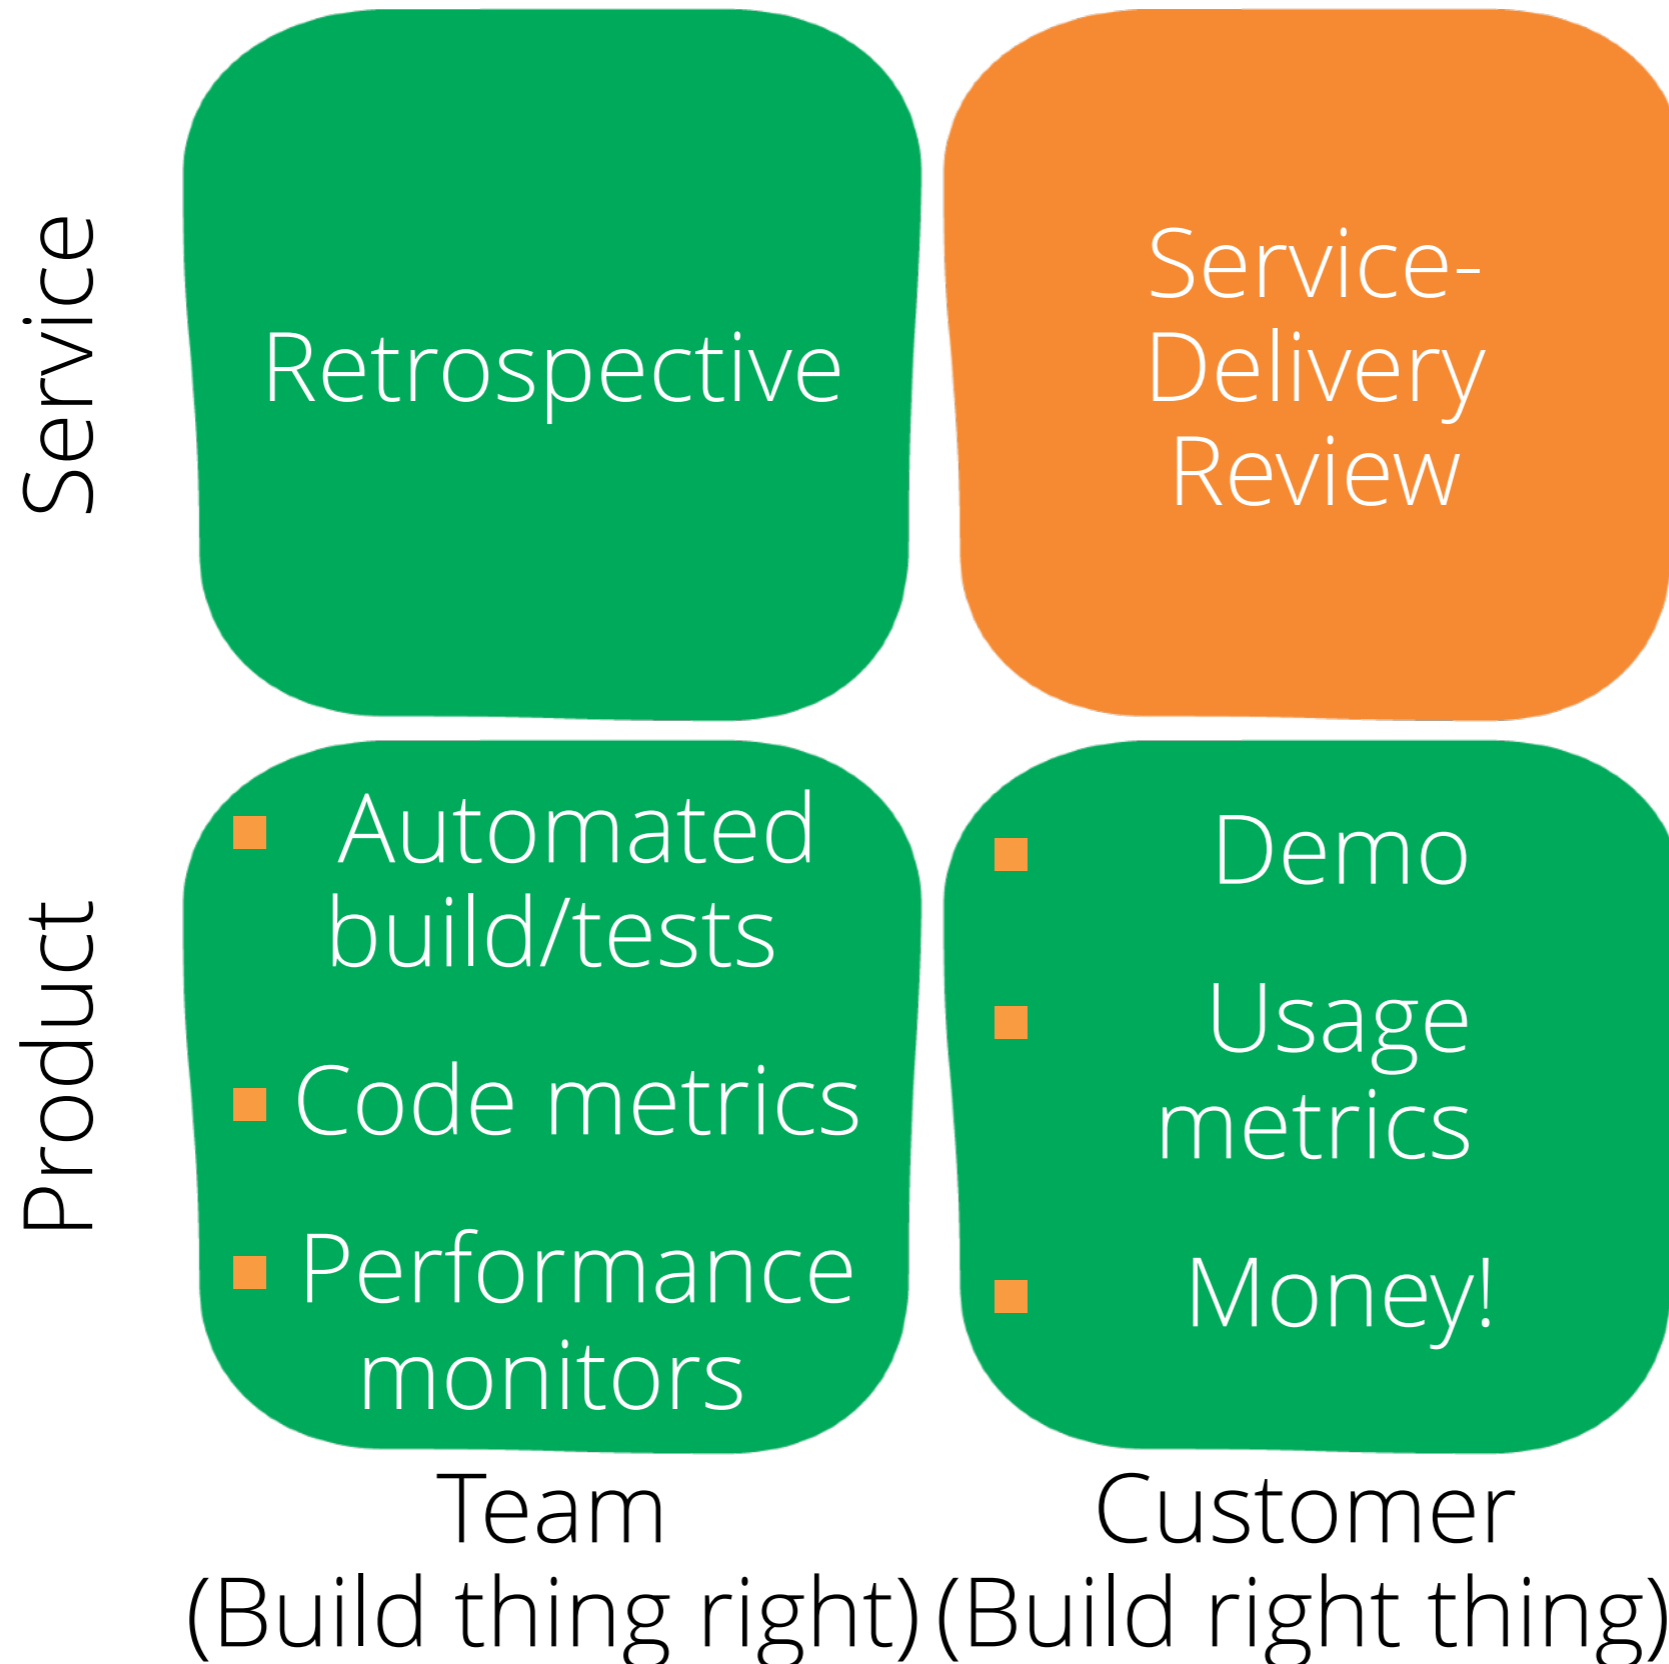 Service
Retrospective
Service-
Delivery
Review
Product
Automated
build/tests
Code metrics
Performance
monitors
Demo
Usage
metrics
Money!
Team
(Build thing right)
Customer
(Build right thing)